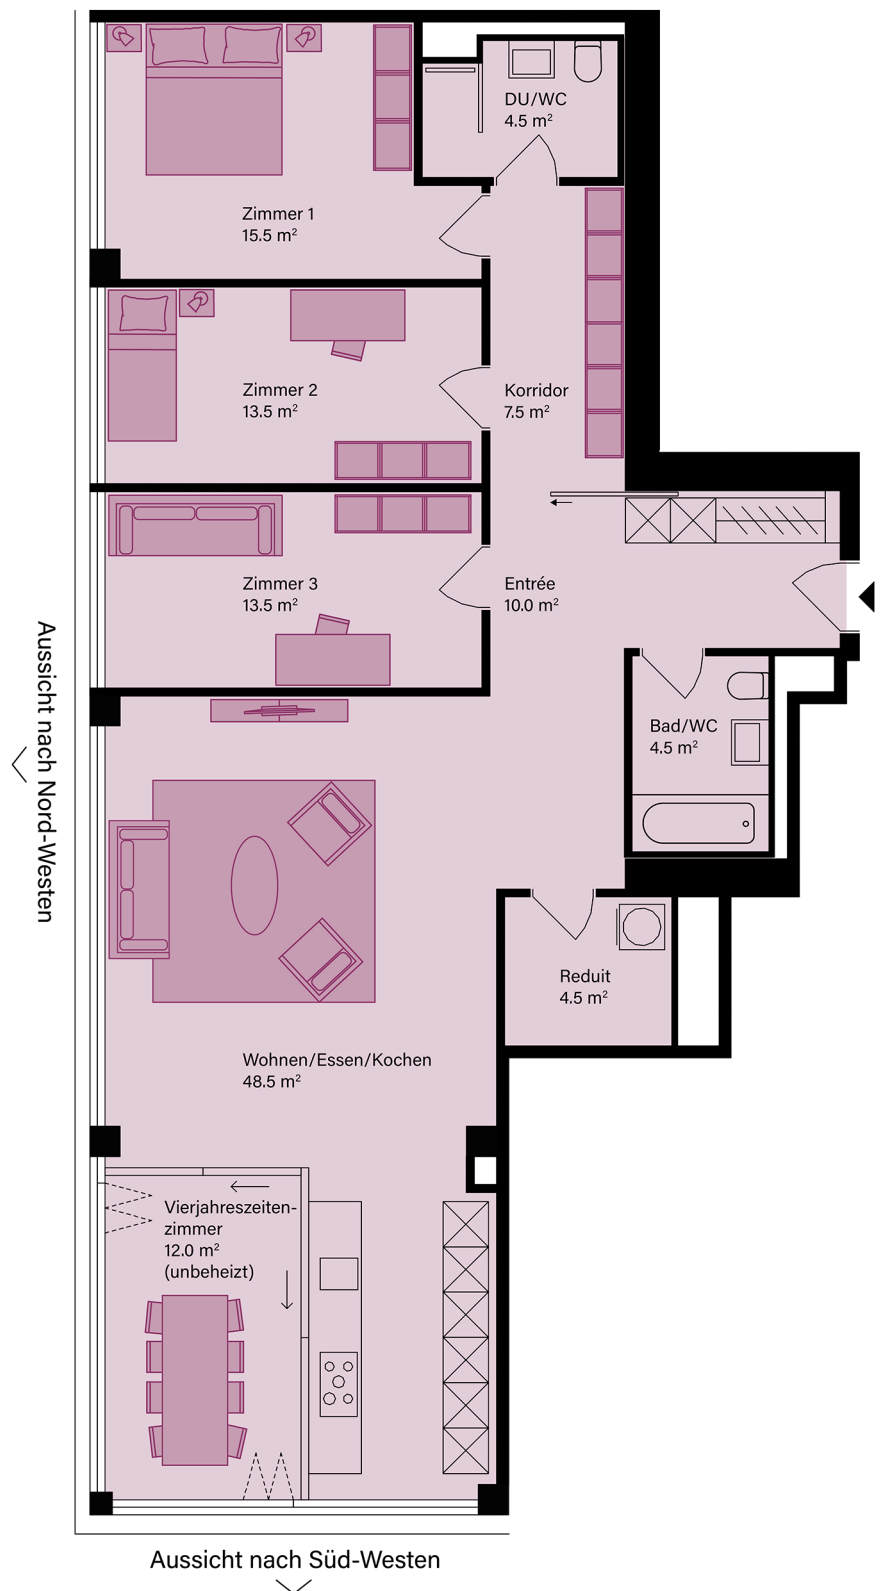 DU/WC
4.5 m²
Zimmer 1
15.5 m²
Zimmer 2
13.5 m²
Korridor
7.5 m²
Zimmer 3
13.5 m²
Entrée
10.0 m²
Aussicht nach Nord-Westen
Bad/WC
4.5 m²
Reduit
4.5 m²
Wohnen/Essen/Kochen
48.5 m²
Vierjahreszeiten-
zimmer
12.0 m²
(unbeheizt)
Aussicht nach Süd-Westen